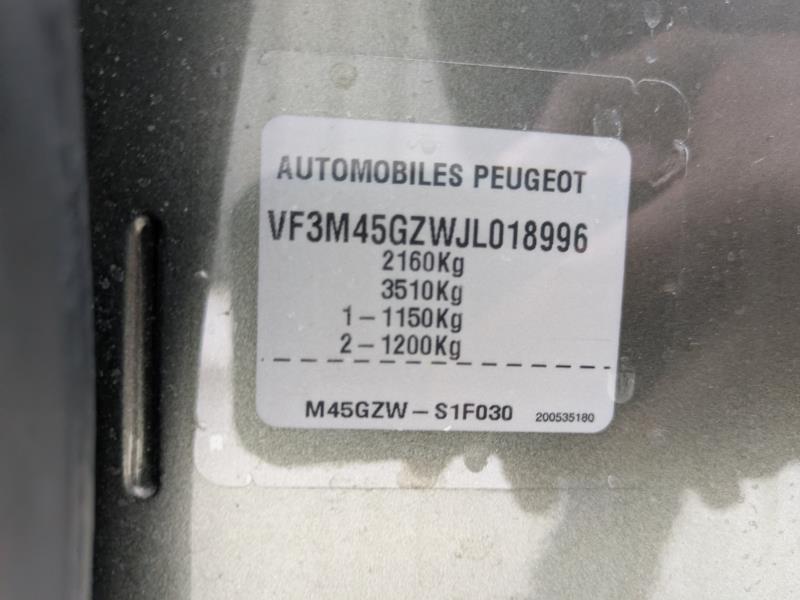 AUTOMOBILES PEUGEOT
VF3M45GZWJL018996
2160Kg
3510Kg
1-1150Kg
2-1200Kg
M45GZW-S1F030 200535180